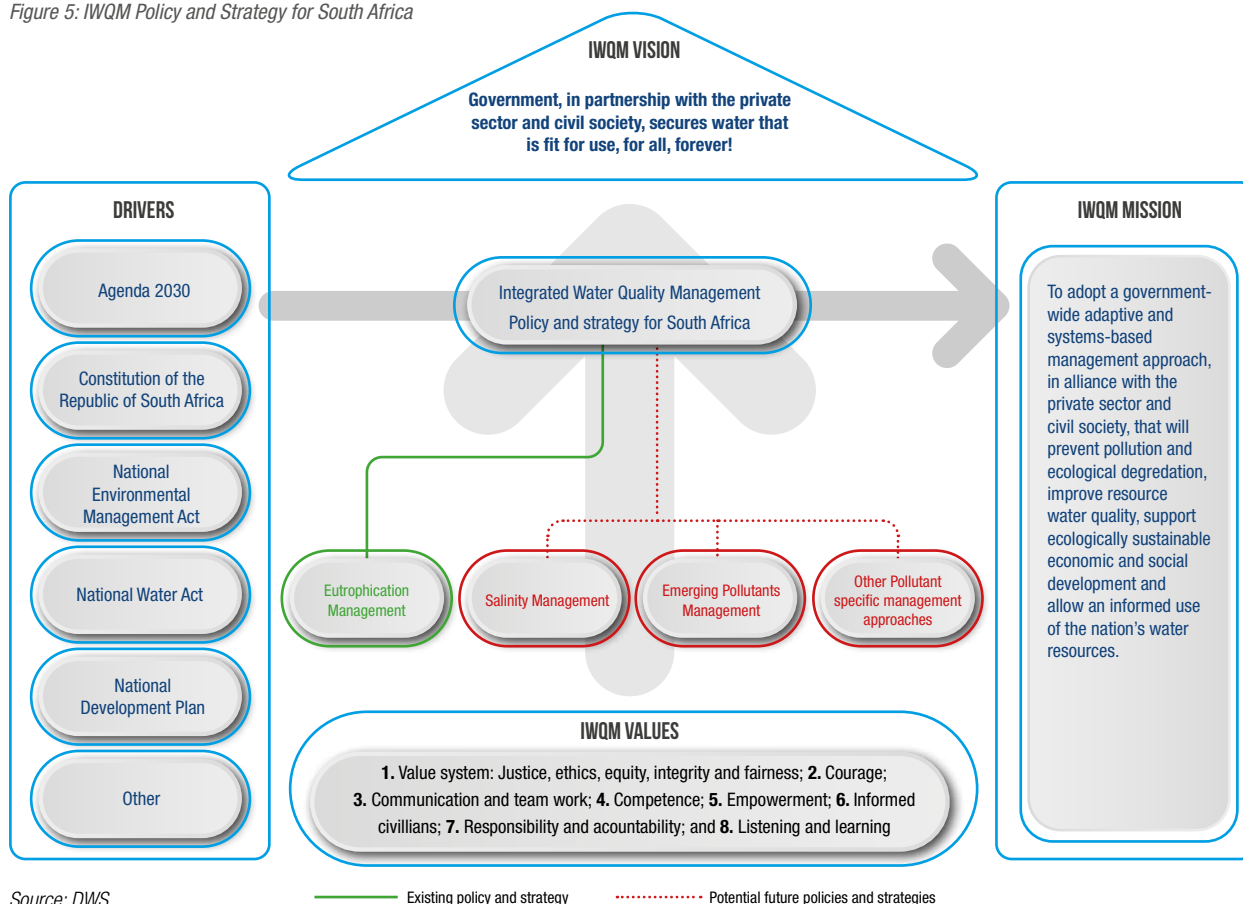 Figure 5: IWQM Policy and Strategy for South Africa
IWQM VISION
Government, in partnership with the private
sector and civil society, secures water that
is fit for use, for all, forever!
DRIVERS
Agenda 2030
Constitution of the
Republic of South Africa
National
Environmental
Management Act
National Water Act
National
Development Plan
Other
Integrated Water Quality Management
Policy and strategy for South Africa
Eutrophication
Management
Salinity Management
Emerging Pollutants
Management
Other Pollutant
specific management
approaches
IWQM VALUES
1. Value system: Justice, ethics, equity, integrity and fairness; 2. Courage;
3. Communication and team work; 4. Competence; 5. Empowerment; 6. Informed
civillians; 7. Responsibility and acountability; and 8. Listening and learning
IWQM MISSION
To adopt a government-
wide adaptive and
systems-based
management approach,
in alliance with the
private sector and
civil society, that will
prevent pollution and
ecological degredation,
improve resource
water quality, support
ecologically sustainable
economic and social
development and
allow an informed use
of the nation's water
resources.
Source: DWS
Existing policy and strategy
Potential future policies and strategies